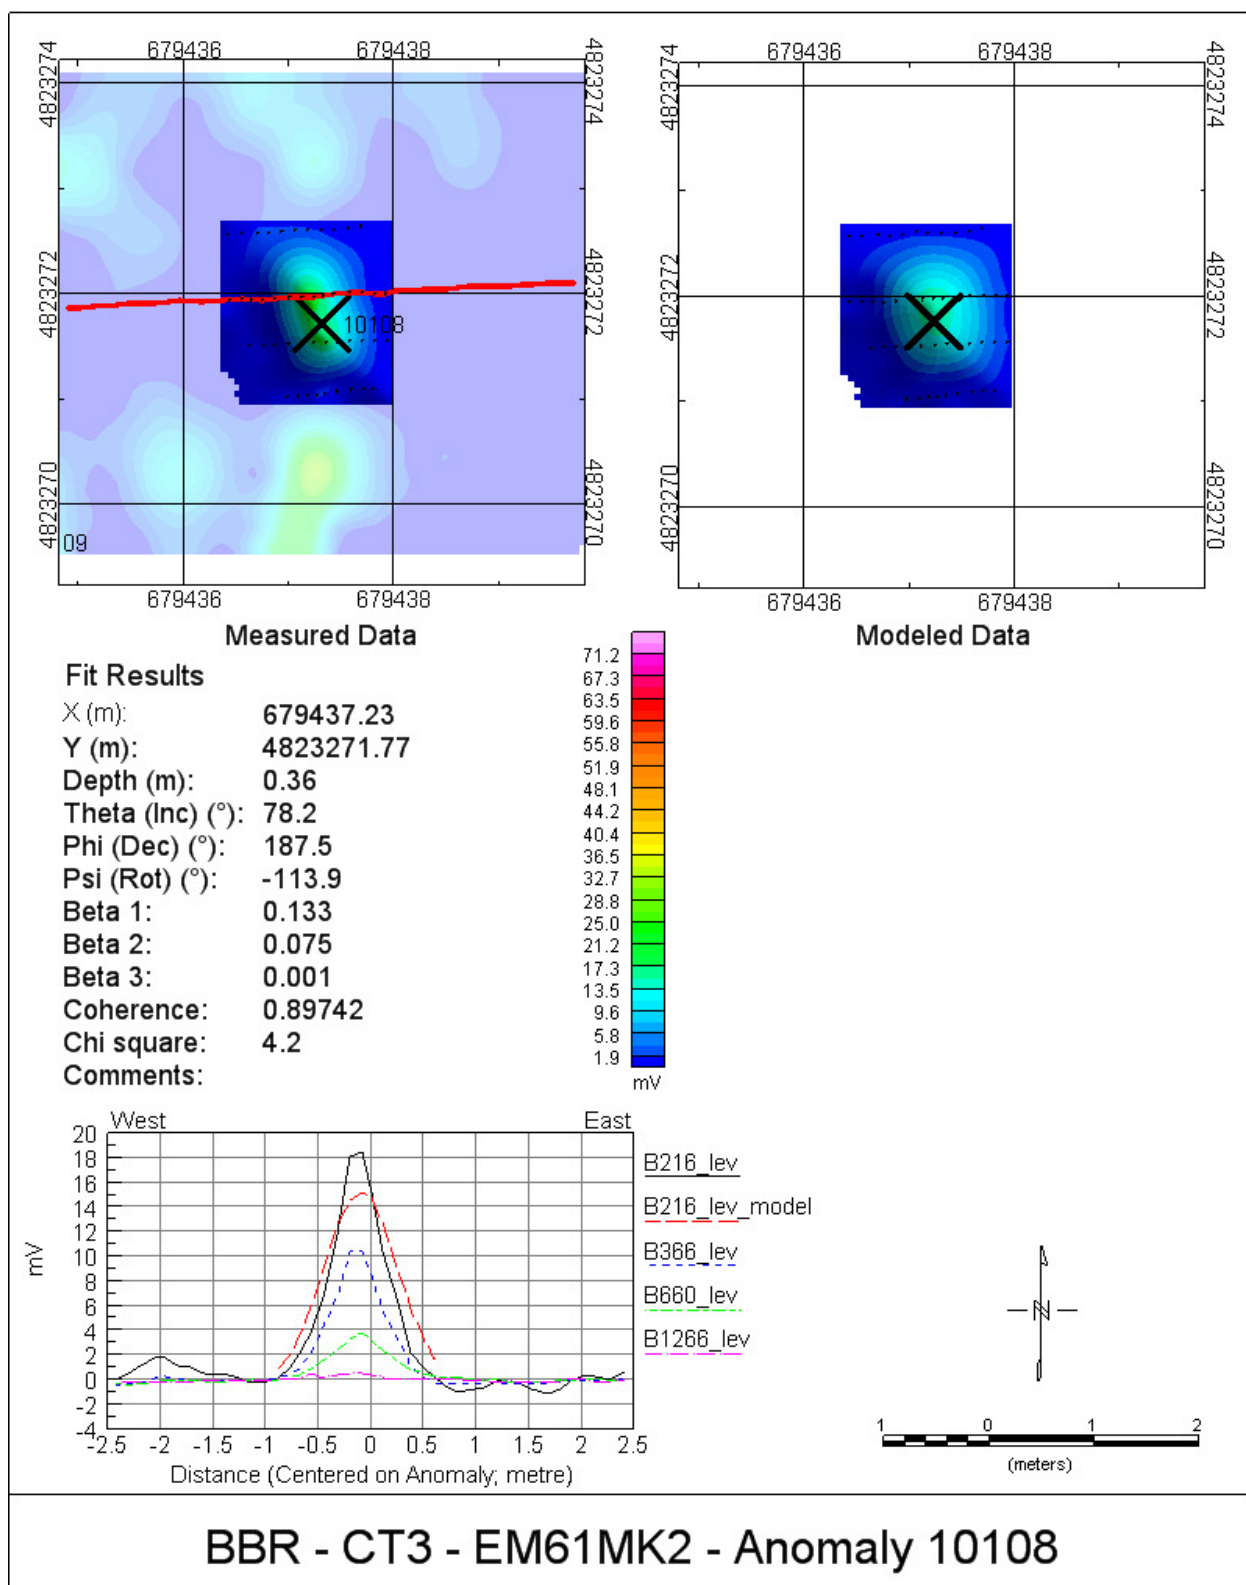 679436 679438 679436 679438
4823274 4823274 4823274 4823274
4823272 4823272 4823272 4823272
10108
4823270 4823270 4823270 4823270
09
679436 679438 679436 679438
Measured Data Modeled Data
Fit Results
X (m): 679437.23
Y (m): 4823271.77
Depth (m): 0.36
Theta (Inc) (°): 78.2
Phi (Dec) (°): 187.5
Psi (Rot) (°): -113.9
Beta 1: 0.133
Beta 2: 0.075
Beta 3: 0.001
Coherence: 0.89742
Chi square: 4.2
Comments:
71.2
67.3
63.5
59.6
55.8
51.9
48.1
44.2
40.4
36.5
32.7
28.8
25.0
21.2
17.3
13.5
9.6
5.8
1.9
mV
West East
20
18
16
14
12
10
8
6
4
2
0
-2
-4
mV
-2.5 -2 -1.5 -1 -0.5 0 0.5 1 1.5 2 2.5
Distance (Centered on Anomaly; metre)
B216_lev
B216_lev_model
B366_lev
B660_lev
B1266_lev
N
1 0 1 2
(meters)
BBR - CT3 - EM61MK2 - Anomaly 10108